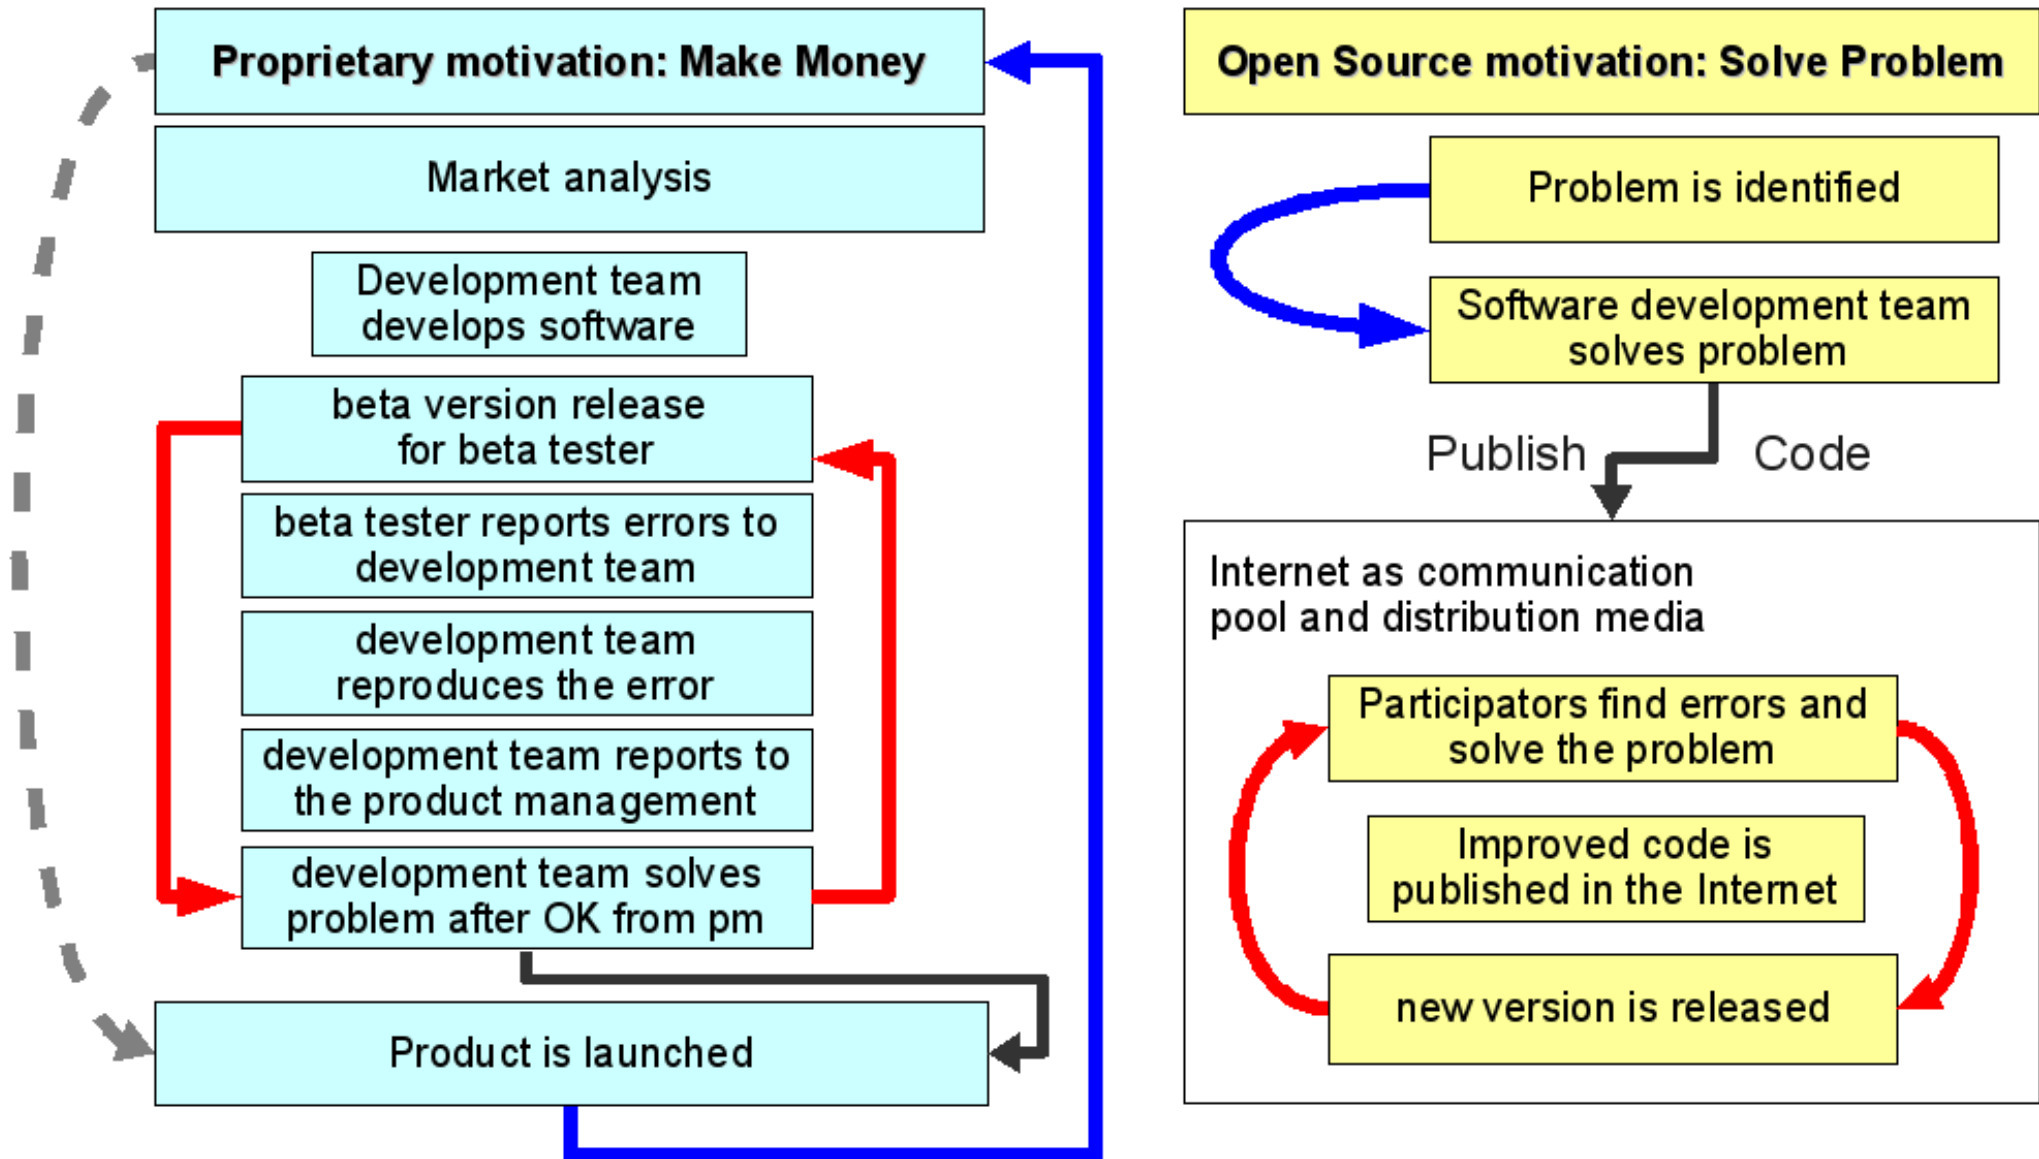 Proprietary motivation: Make Money
Market analysis
Development team
develops software
beta version release
for beta tester
beta tester reports errors to
development team
development team
reproduces the error
development team reports to
the product management
development team solves
problem after OK from pm
Product is launched
Open Source motivation: Solve Problem
Problem is identified
Software development team
solves problem
Publish Code
Internet as communication
pool and distribution media
Participators find errors and
solve the problem
Improved code is
published in the Internet
new version is released